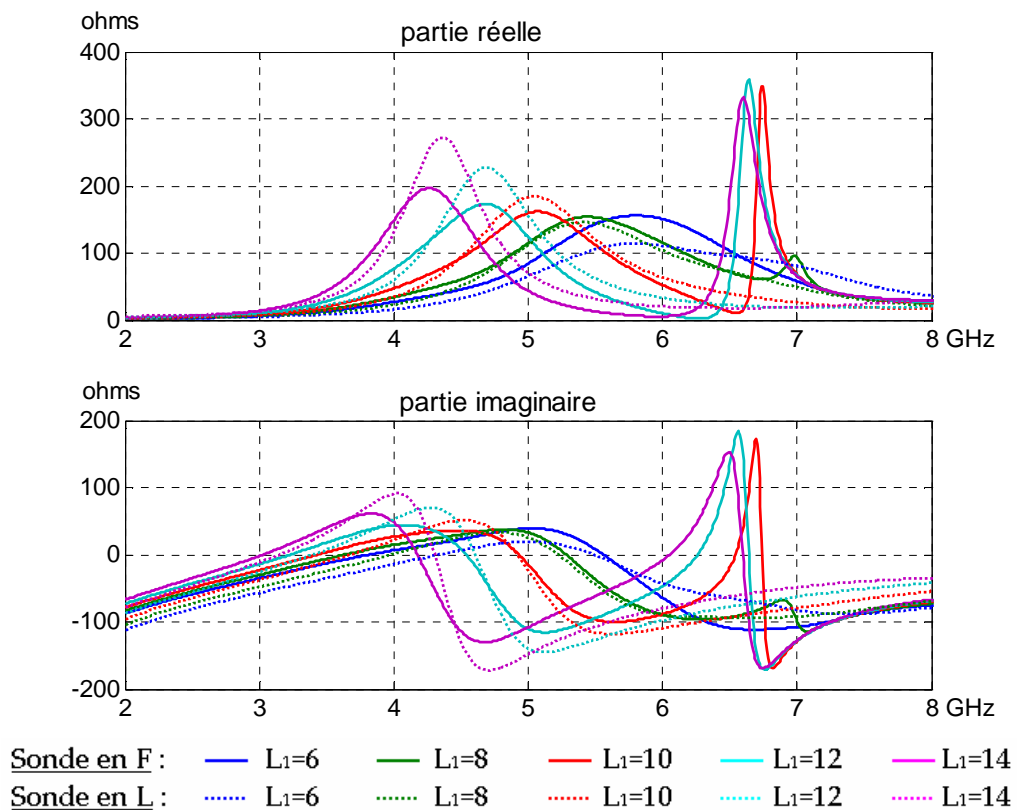 ohms
partie réelle
400
300
200
100
0
2 3 4 5 6 7 8 GHz
ohms
partie imaginaire
200
100
0
-100
-200
2 3 4 5 6 7 8 GHz
Sonde en F : L1=6 L1=8 L1=10 L1=12 L1=14
Sonde en L : L1=6 L1=8 L1=10 L1=12 L1=14